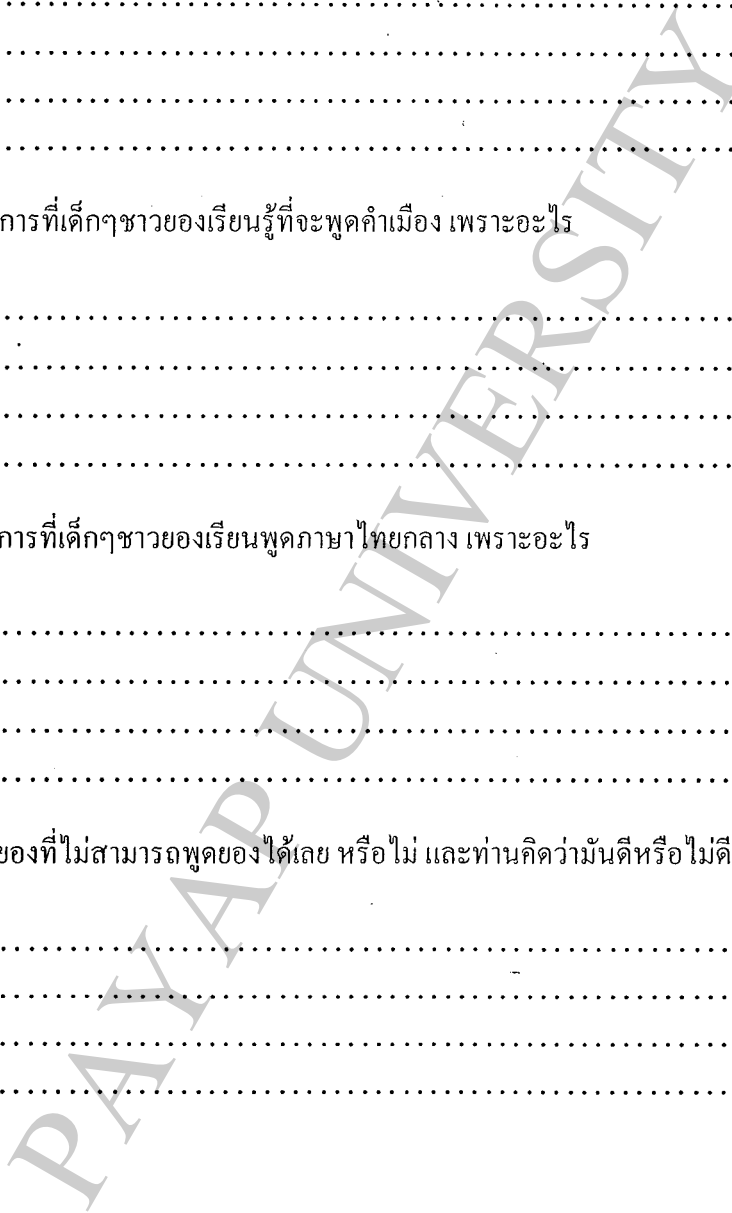 การที่เด็กๆชาวยองเรียนรู้ที่จะพูดคำเมือง เพราะอะไร
การที่เด็กๆชาวยองเรียนพูดภาษาไทยกลาง เพราะอะไร
ยองที่ไม่สามารถพูดยองได้เลย หรือไม่ และท่านคิดว่ามันดีหรือไม่ดี
PAYAP UNIVERSITY